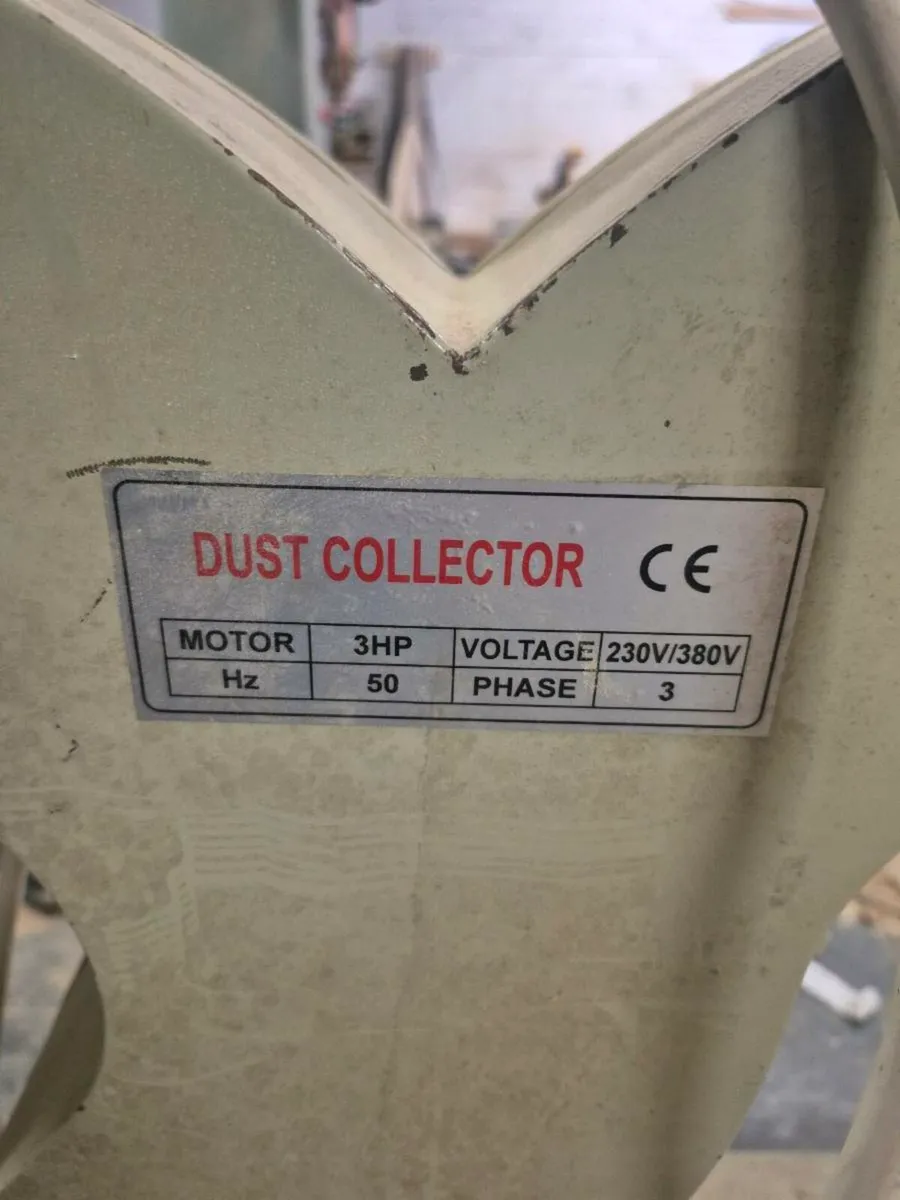 DUST COLLECTOR CE
MOTOR 3HP VOLTAGE 230V/380V
Hz 50 PHASE 3